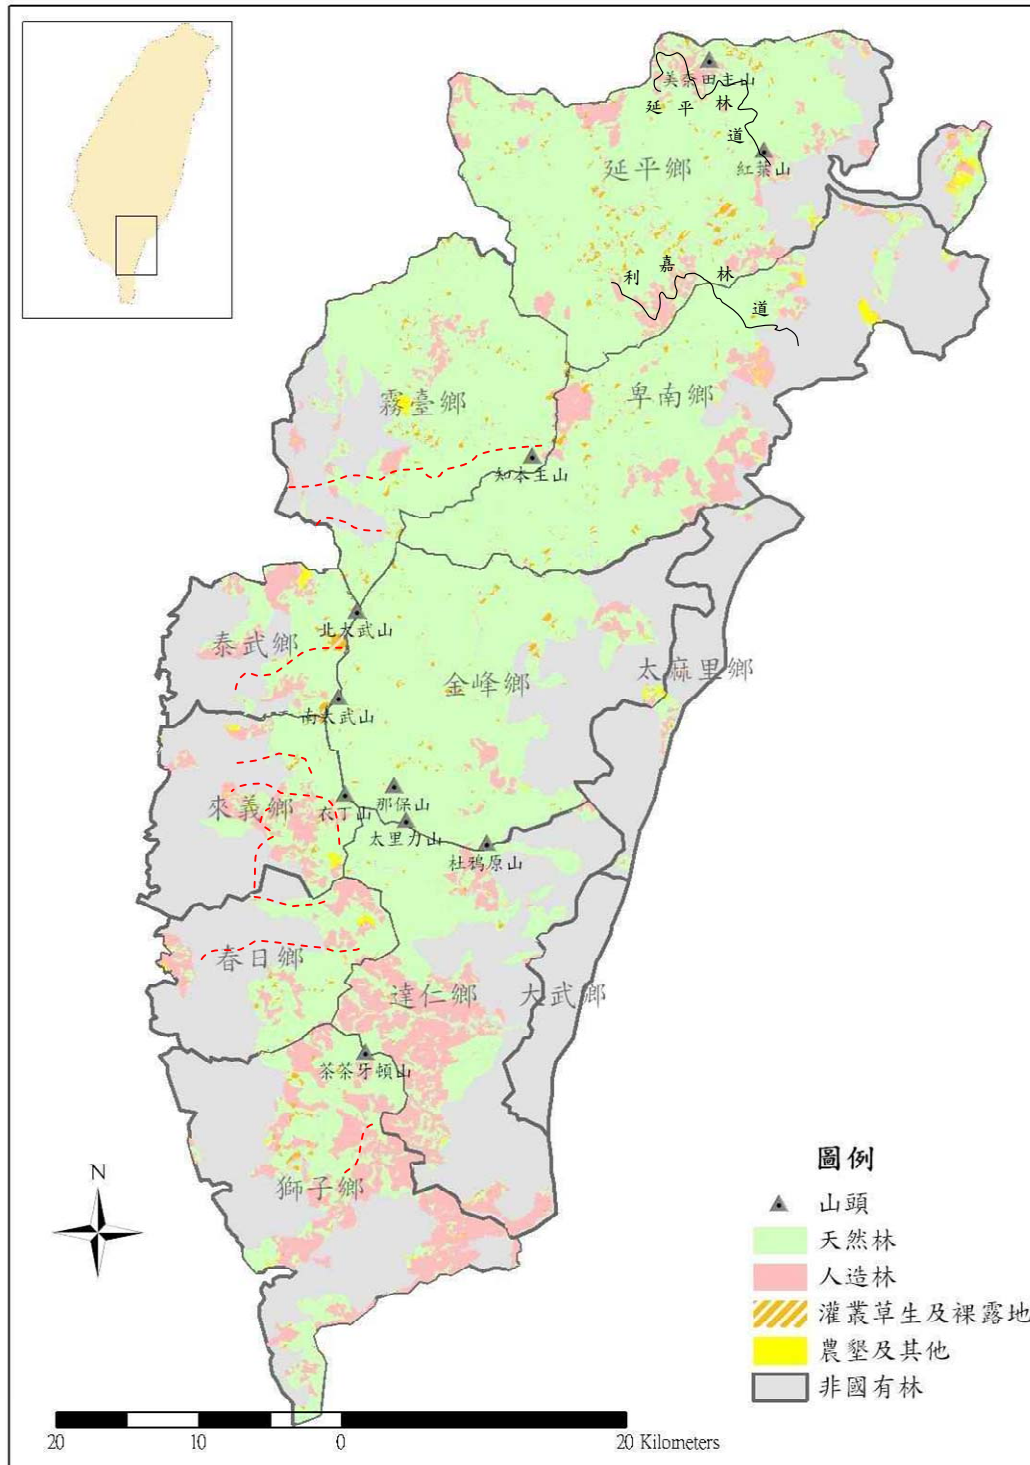 美奈田主山
延平林道
紅葉山
延平鄉
利嘉林道
卑南鄉
霧臺鄉
知本主山
北大武山
泰武鄉
金峰鄉
太麻里鄉
南大武山
來義鄉
衣丁山
那保山
太里力山
杜鴉原山
春日鄉
達仁鄉
大武鄉
茶茶牙頓山
獅子鄉
N
圖例
山頭
天然林
人造林
灌叢草生及裸露地
農墾及其他
非國有林
20 10 0 20 Kilometers